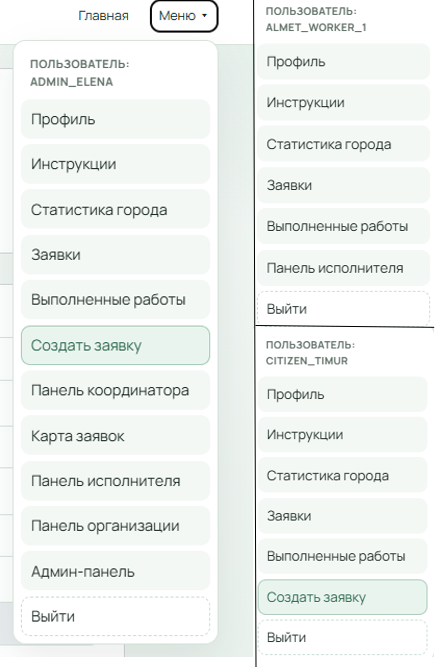 Главная
Меню
ПОЛЬЗОВАТЕЛЬ:
ADMIN_ELENA
Профиль
Инструкции
Статистика города
Заявки
Выполненные работы
Создать заявку
Панель координатора
Карта заявок
Панель исполнителя
Панель организации
Админ-панель
Выйти
ПОЛЬЗОВАТЕЛЬ:
ALMET_WORKER_1
Профиль
Инструкции
Статистика города
Заявки
Выполненные работы
Панель исполнителя
Выйти
ПОЛЬЗОВАТЕЛЬ:
CITIZEN_TIMUR
Профиль
Инструкции
Статистика города
Заявки
Выполненные работы
Создать заявку
Выйти